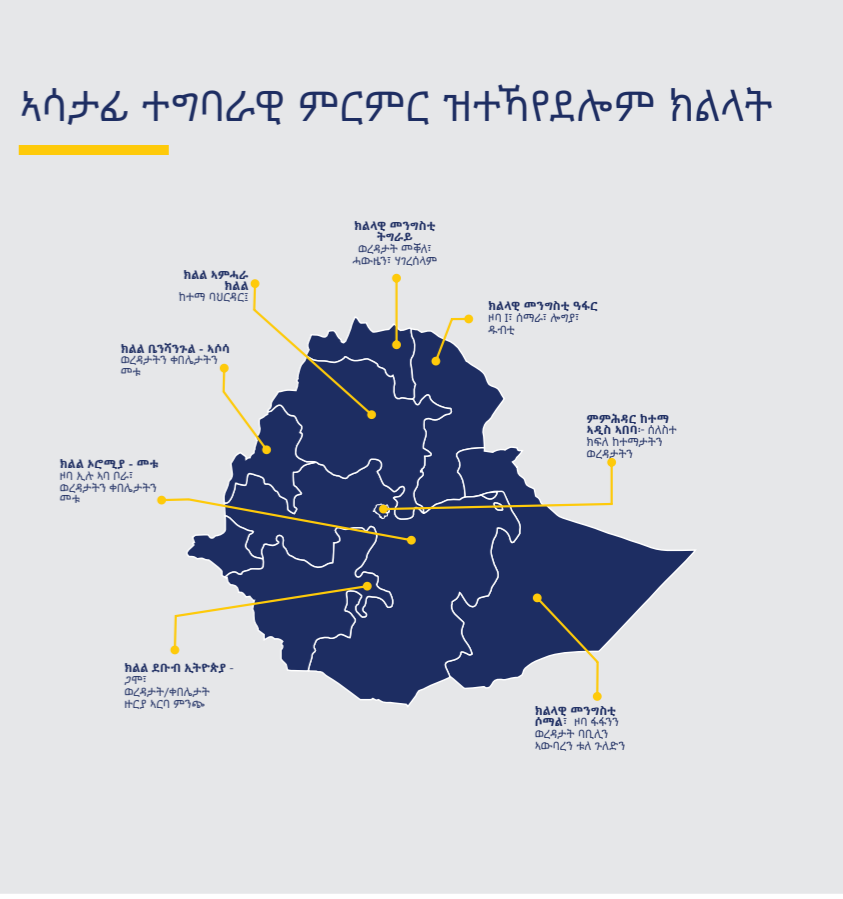 ኣሳታፊ ተግባራዊ ምርምር ዝተኻየደሎም ክልላት
ክልላዊ መንግስቲ
ትግራይ
ወረዳታት መቐለ፣
ሓውዜን፣ ሃገረሰላም
ክልል ኣምሓራ
ክልል
ከተማ ባህርዳር፤
ክልላዊ መንግስቲ ዓፋር
ዞባ I፣ ሰማራ፣ ሎግያ፣
ዱብቲ
ክልል ቤንሻንጉል - ኣሶሳ
ወረዳታትን ቀበሌታትን
መቱ
ምምሕዳር ከተማ
ኣዲስ ኣበባ፡- ሰለስተ
ክፍለ ከተማታትን
ወረዳታትን
ክልል ኦሮሚያ - መቱ
ዞባ ኢሉ ኣባ ቦራ፣
ወረዳታትን ቀበሌታትን
መቱ
ክልል ደቡብ ኢትዮጵያ -
ጋሞ፣
ወረዳታት/ቀበሌታት
ዙርያ ኣርባ ምንጭ
ክልላዊ መንግስቲ
ሶማል፣ ዞባ ፋፋንን
ወረዳታት ባቢሊን
ኣውባረን ቱለ ጉለድን